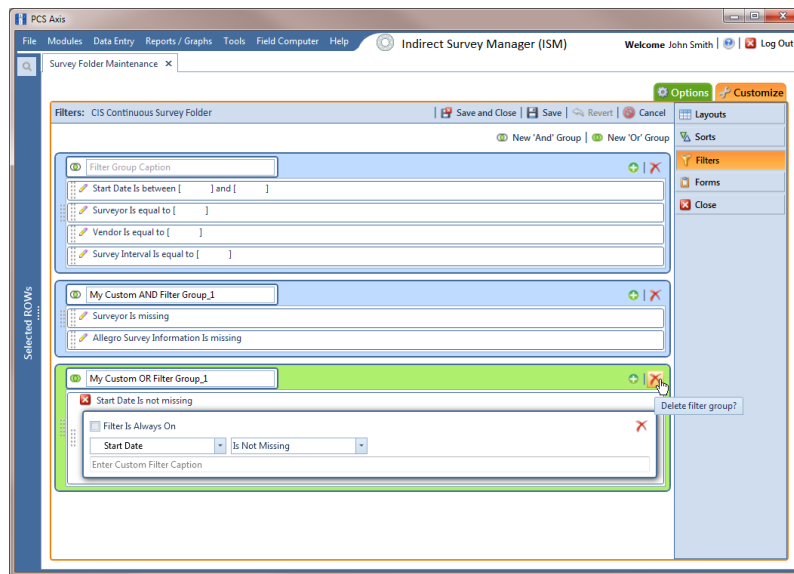 PCS Axis
File Modules Data Entry Reports / Graphs Tools Field Computer Help Indirect Survey Manager (ISM) Welcome John Smith | | Log Out
Survey Folder Maintenance ×
Options Customize
Filters: CIS Continuous Survey Folder | Save and Close | Save | Revert | Cancel
Layouts
New 'And' Group | New 'Or' Group
Sorts
Filters
Forms
Close
Filter Group Caption
Start Date Is between [ ] and [ ]
Surveyor Is equal to [ ]
Vendor Is equal to [ ]
Survey Interval Is equal to [ ]
Selected ROWs
My Custom AND Filter Group_1
Surveyor Is missing
Allegro Survey Information Is missing
My Custom OR Filter Group_1
Delete filter group?
Start Date Is not missing
Filter Is Always On
Start Date Is Not Missing
Enter Custom Filter Caption